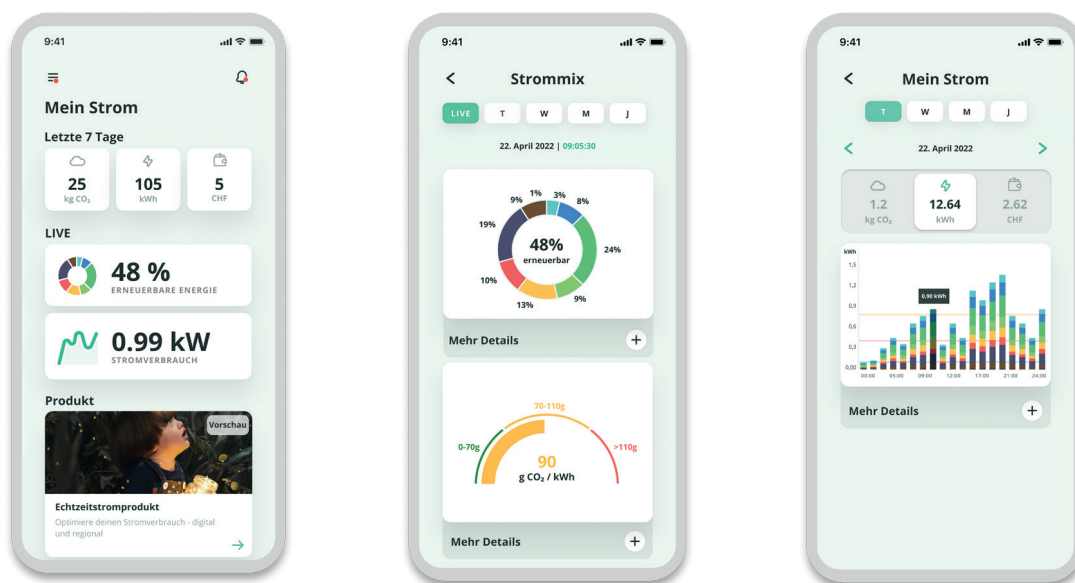 9:41
Mein Strom
Letzte 7 Tage
25
kg CO₂
105
kWh
5
CHF
LIVE
48 %
ERNEUERBARE ENERGIE
0.99 kW
STROMVERBRAUCH
Produkt
Vorschau
Echtzeitstromprodukt
Optimiere deinen Stromverbrauch - digital
und regional
9:41
Strommix
LIVE T W M J
22. April 2022 | 09:05:30
1%
3%
8%
24%
9%
13%
10%
19%
9%
48%
erneuerbar
Mehr Details
70-110g
0-70g
>110g
90
g CO₂ / kWh
Mehr Details
9:41
Mein Strom
T W M J
22. April 2022
1.2
kg CO₂
12.64
kWh
2.62
CHF
kWh
1,5
1,2
0,9
0,6
0,3
0,00
0,90 kWh
00:00 05:00 09:00 12:00 17:00 21:00 24:00
Mehr Details